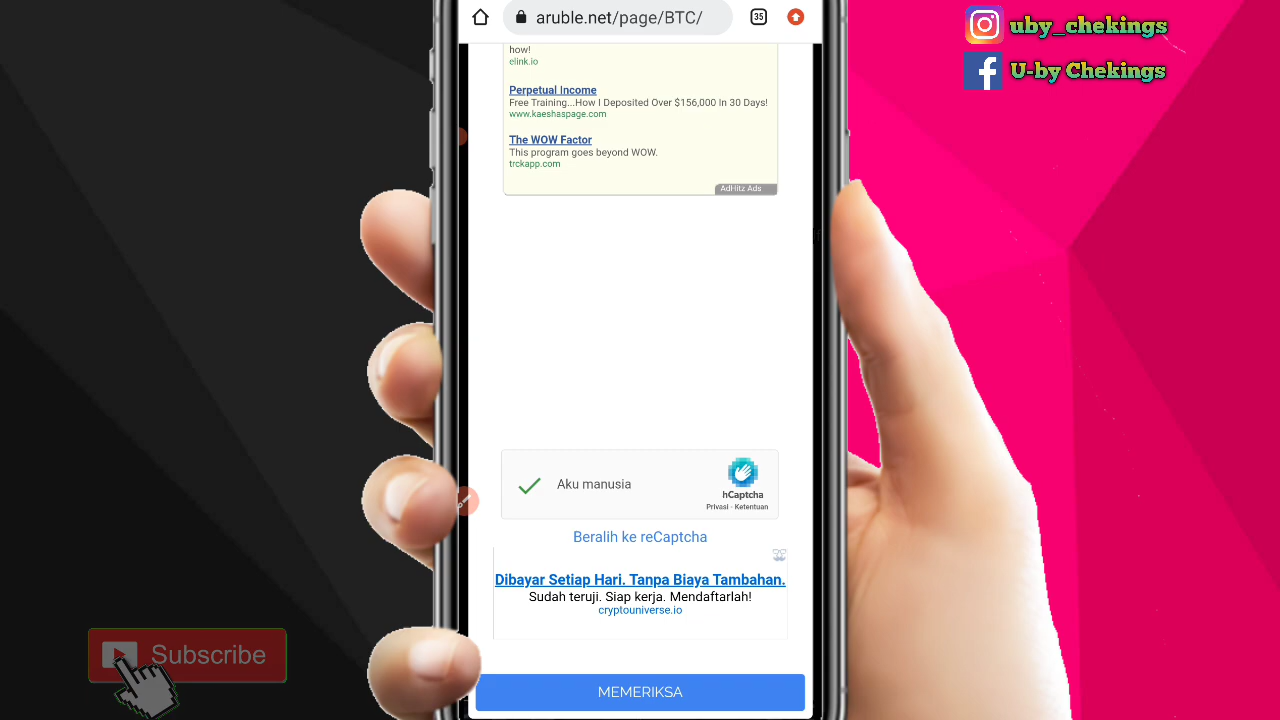 aruble.net/page/BTC/
35
uby_chekings
U-by Chekings
how!
elink.io
Perpetual Income
Free Training...How I Deposited Over $156,000 In 30 Days!
www.kaeshaspage.com
The WOW Factor
This program goes beyond WOW.
trckapp.com
AdHitz Ads
Aku manusia
hCaptcha
Privasi - Ketentuan
Beralih ke reCaptcha
Dibayar Setiap Hari. Tanpa Biaya Tambahan.
Sudah teruji. Siap kerja. Mendaftarlah!
cryptouniverse.io
Subscribe
MEMERIKSA